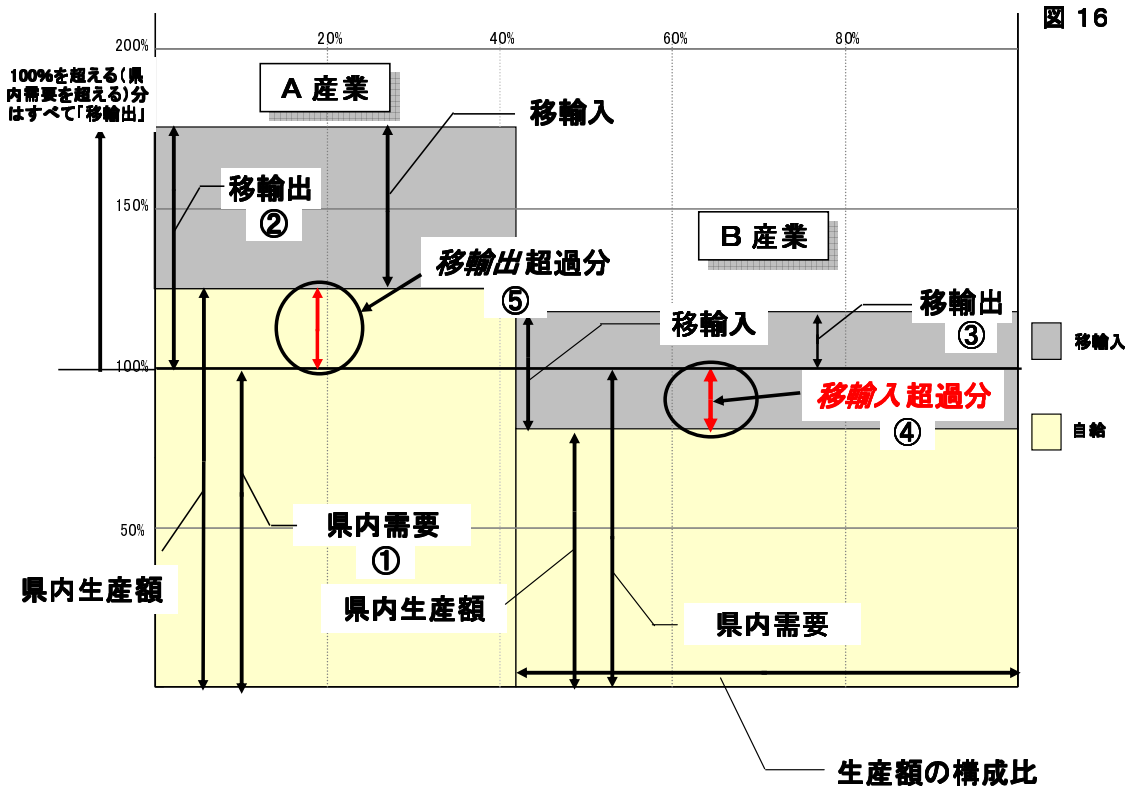 図 16
200%
20%
40%
60%
80%
100%を超える(県
内需要を超える)分
はすべて「移輸出」
A 産業
移輸入
移輸出
②
150%
B 産業
移輸出超過分
⑤
移輸入
移輸出
③
移輸入
100%
移輸入超過分
④
自給
50%
県内需要
①
県内生産額
県内生産額
県内需要
生産額の構成比